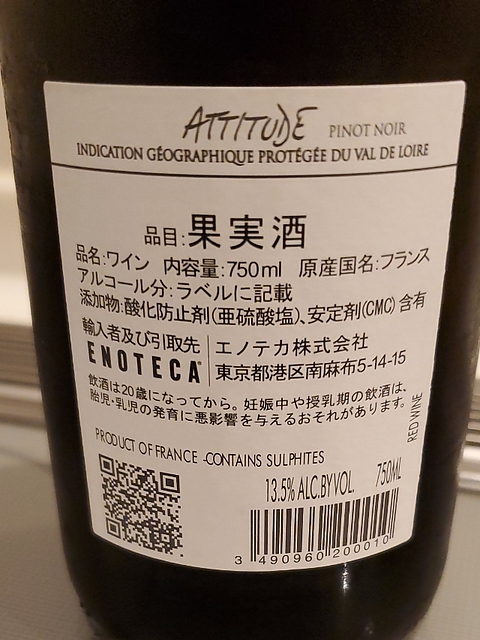 ATTITUDE PINOT NOIR
INDICATION GÉOGRAPHIQUE PROTÉGÉE DU VAL DE LOIRE
品目:果実酒
品名:ワイン 内容量:750ml 原産国名:フランス
アルコール分:ラベルに記載
添加物:酸化防止剤(亜硫酸塩)、安定剤(CMC)含有
輸入者及び引取先
ENOTECA
エノテカ株式会社
東京都港区南麻布5-14-15
飲酒は20歳になってから。妊娠中や授乳期の飲酒は、
胎児・乳児の発育に悪影響を与えるおそれがあります。
RED WINE
PRODUCT OF FRANCE -CONTAINS SULPHITES
13.5% ALC.BY VOL. 750ML
3 490960 200010